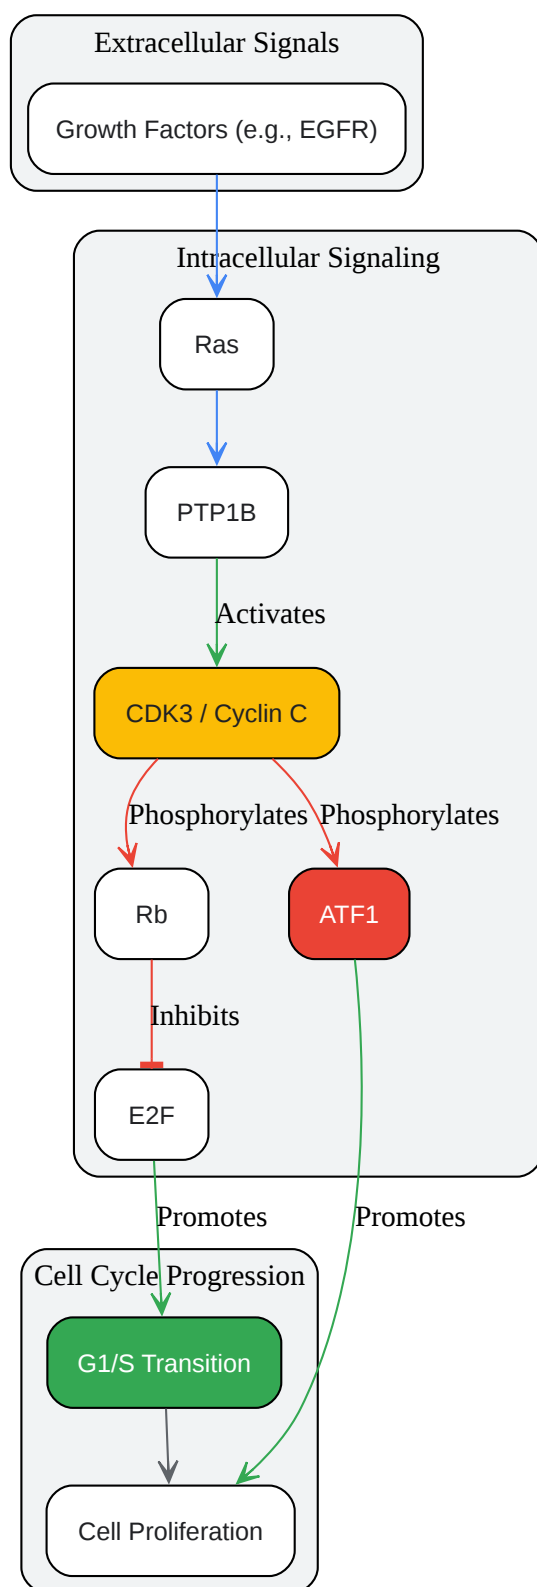 Extracellular Signals
Growth Factors (e.g., EGFR)
Intracellular Signaling
Ras
PTP1B
Activates
CDK3 / Cyclin C
Phosphorylates
Phosphorylates
Rb
ATF1
Inhibits
E2F
Promotes
Promotes
Cell Cycle Progression
G1/S Transition
Cell Proliferation